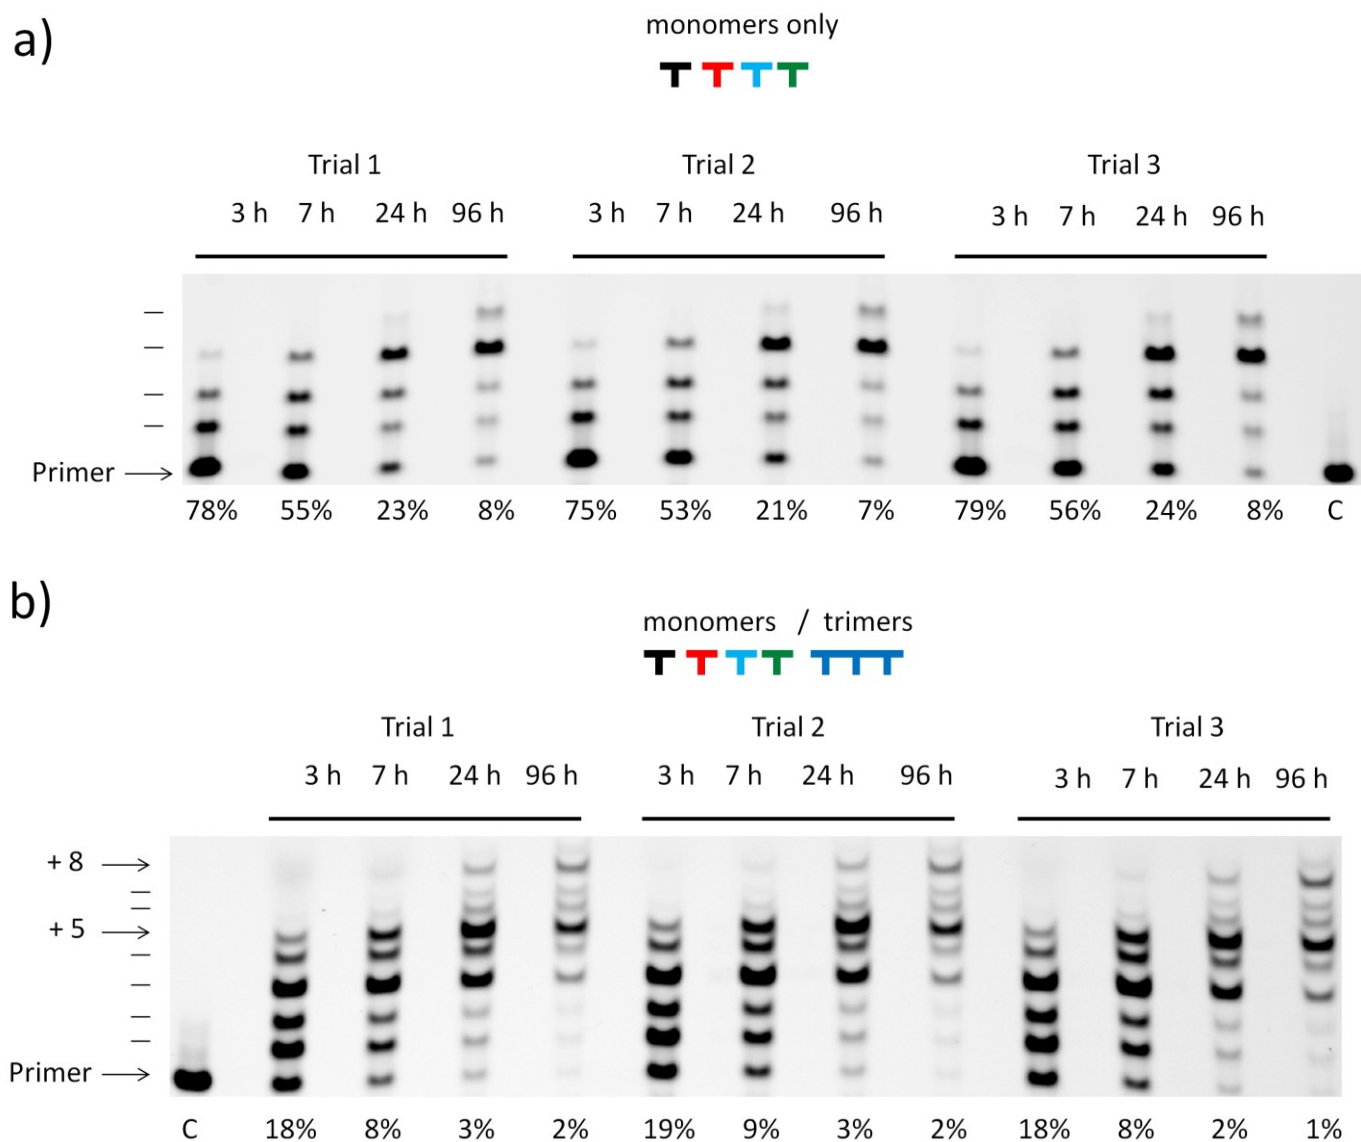 a)
monomers only
Trial 1 Trial 2 Trial 3
3 h 7 h 24 h 96 h 3 h 7 h 24 h 96 h 3 h 7 h 24 h 96 h
Primer
78% 55% 23% 8% 75% 53% 21% 7% 79% 56% 24% 8% C
b)
monomers / trimers
Trial 1 Trial 2 Trial 3
3 h 7 h 24 h 96 h 3 h 7 h 24 h 96 h 3 h 7 h 24 h 96 h
+ 8
+ 5
Primer
C 18% 8% 3% 2% 19% 9% 3% 2% 18% 8% 2% 1%